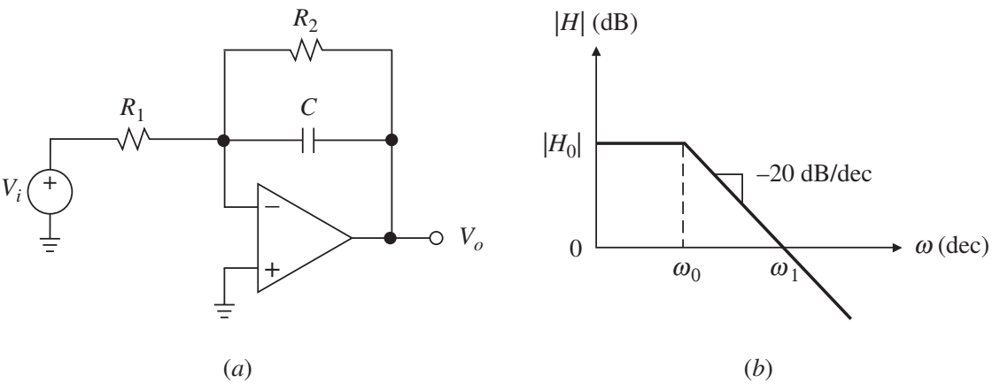 R2
R1
C
Vi
+
−
+
Vo
(a)
|H| (dB)
|H0|
−20 dB/dec
0
ω0
ω1
ω (dec)
(b)